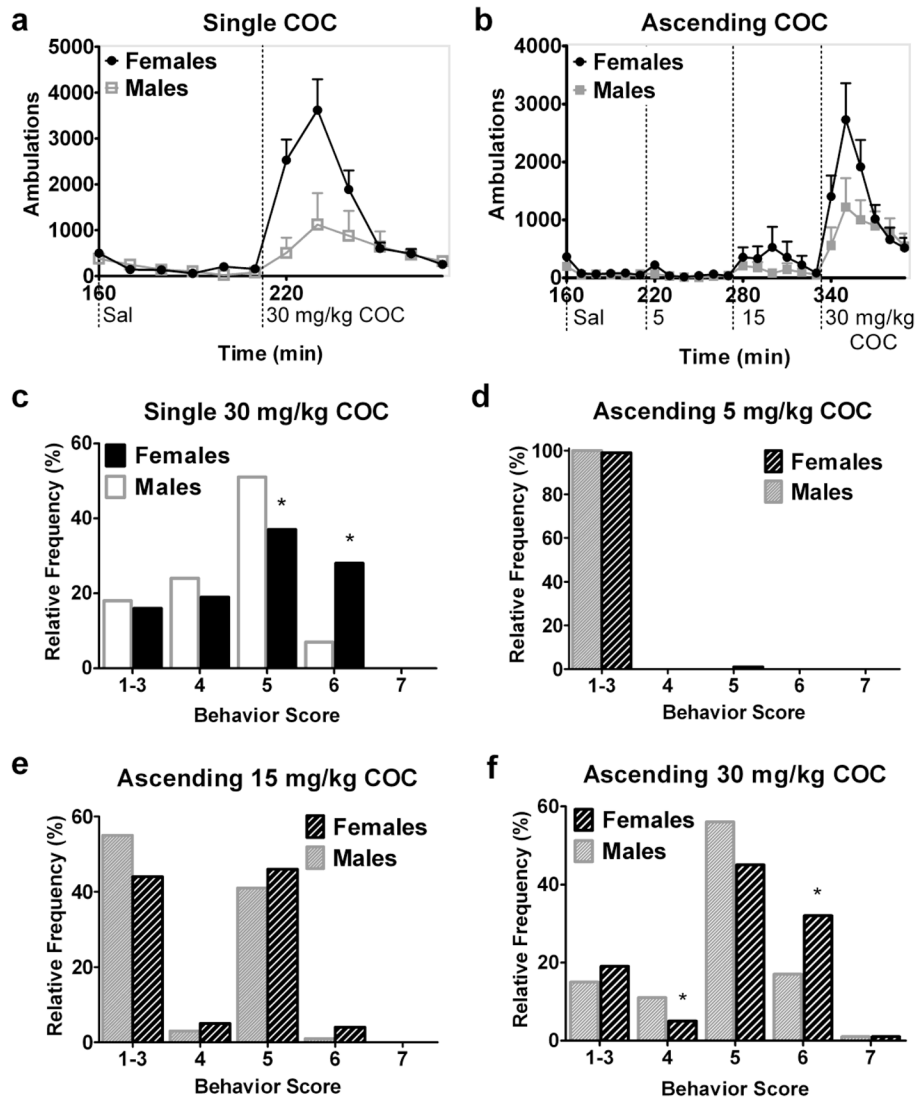 a
Single COC
Ambulations
5000
4000
3000
2000
1000
0
Females
Males
160
220
Sal
30 mg/kg COC
Time (min)
b
Ascending COC
Ambulations
4000
3000
2000
1000
0
Females
Males
160
220
280
340
Sal
5
15
30 mg/kg
COC
Time (min)
c
Single 30 mg/kg COC
Relative Frequency (%)
60
40
20
0
Females
Males
*
*
1-3
4
5
6
7
Behavior Score
d
Ascending 5 mg/kg COC
Relative Frequency (%)
100
80
60
40
20
0
Females
Males
1-3
4
5
6
7
Behavior Score
e
Ascending 15 mg/kg COC
Relative Frequency (%)
60
40
20
0
Females
Males
1-3
4
5
6
7
Behavior Score
f
Ascending 30 mg/kg COC
Relative Frequency (%)
60
40
20
0
Females
Males
*
*
1-3
4
5
6
7
Behavior Score